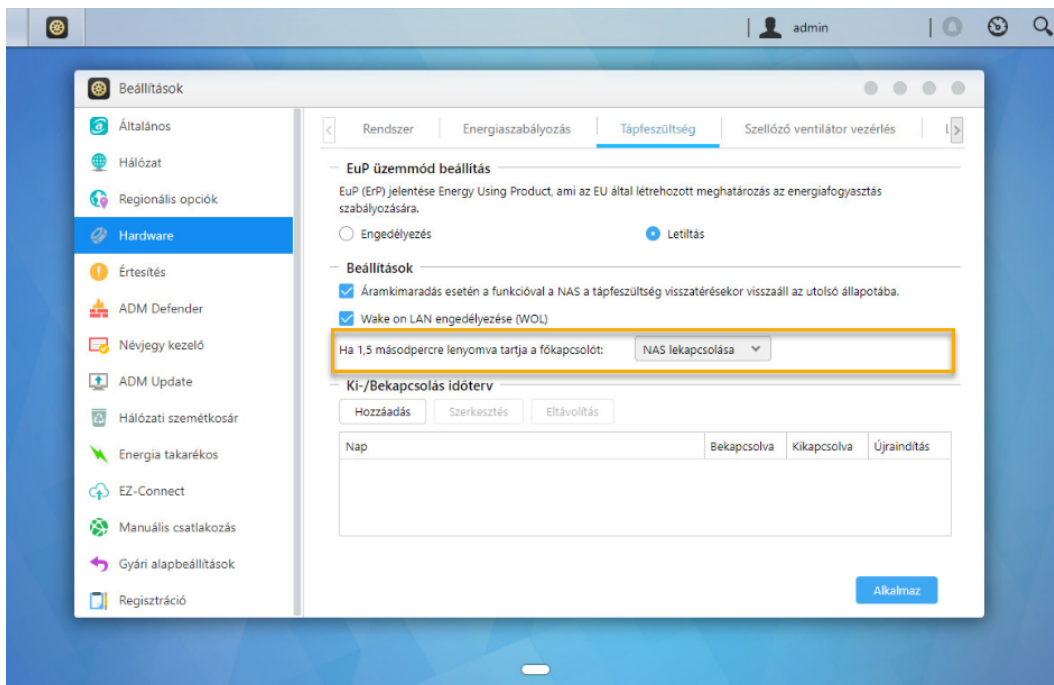 admin
Beállítások
Általános
Hálózat
Regionális opciók
Hardware
Értesítés
ADM Defender
Névjegy kezelő
ADM Update
Hálózati szemétkosár
Energia takarékos
EZ-Connect
Manuális csatlakozás
Gyári alapbeállítások
Regisztráció
Rendszer Energiaszabályozás Tápfeszültség Szellőző ventilátor vezérlés
EuP üzemmód beállítás
EuP (ErP) jelentése Energy Using Product, ami az EU által létrehozott meghatározás az energiafogyasztás
szabályozására.
Engedélyezés Letiltás
Beállítások
Áramkimaradás esetén a funkcióval a NAS a tápfeszültség visszatérésekor visszaáll az utolsó állapotába.
Wake on LAN engedélyezése (WOL)
Ha 1,5 másodpercre lenyomva tartja a főkapcsolót: NAS lekapcsolása
Ki-/Bekapcsolás időterv
Hozzáadás Szerkesztés Eltávolítás
Nap Bekapcsolva Kikapcsolva Újraindítás
Alkalmaz